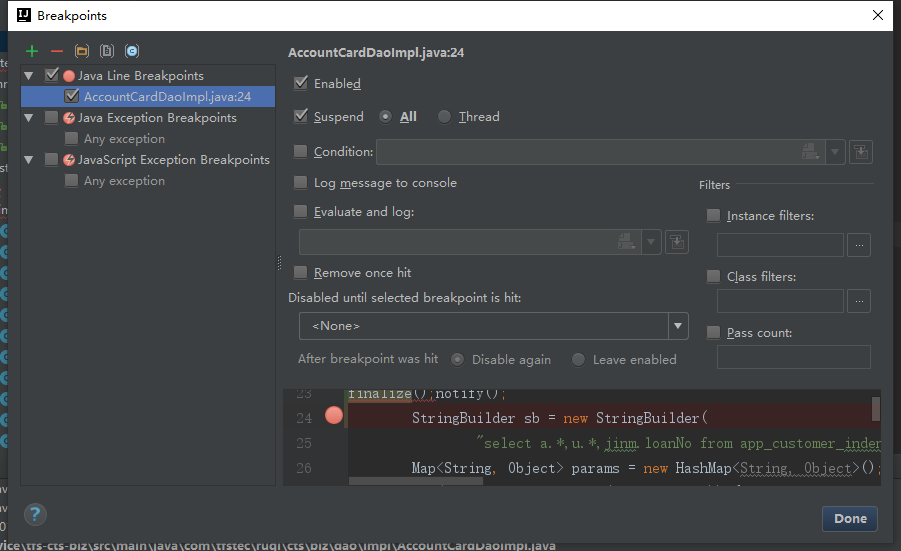 Breakpoints
AccountCardDaoImpl.java:24
Java Line Breakpoints
AccountCardDaoImpl.java:24
Java Exception Breakpoints
Any exception
JavaScript Exception Breakpoints
Any exception
Enabled
Suspend All Thread
Condition:
Log message to console
Evaluate and log:
Remove once hit
Disabled until selected breakpoint is hit:
<None>
After breakpoint was hit Disable again Leave enabled
Filters
Instance filters:
...
Class filters:
...
Pass count:
23 finalize();notify();
24 StringBuilder sb = new StringBuilder(
25 "select a.*,u.*,jinm.loanNo from app_customer_inden
26 Map<String, Object> params = new HashMap<String, Object>();
?
Done
vice\tfs-cts-biz\src\main\java\com\tfstec\ruqi\cts\biz\dao\impl\AccountCardDaoImpl.java